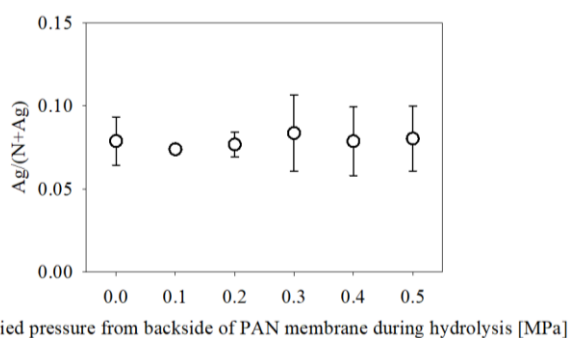 0.15
0.10
0.05
0.00
Ag/(N+Ag)
0.0 0.1 0.2 0.3 0.4 0.5
ied pressure from backside of PAN membrane during hydrolysis [MPa]